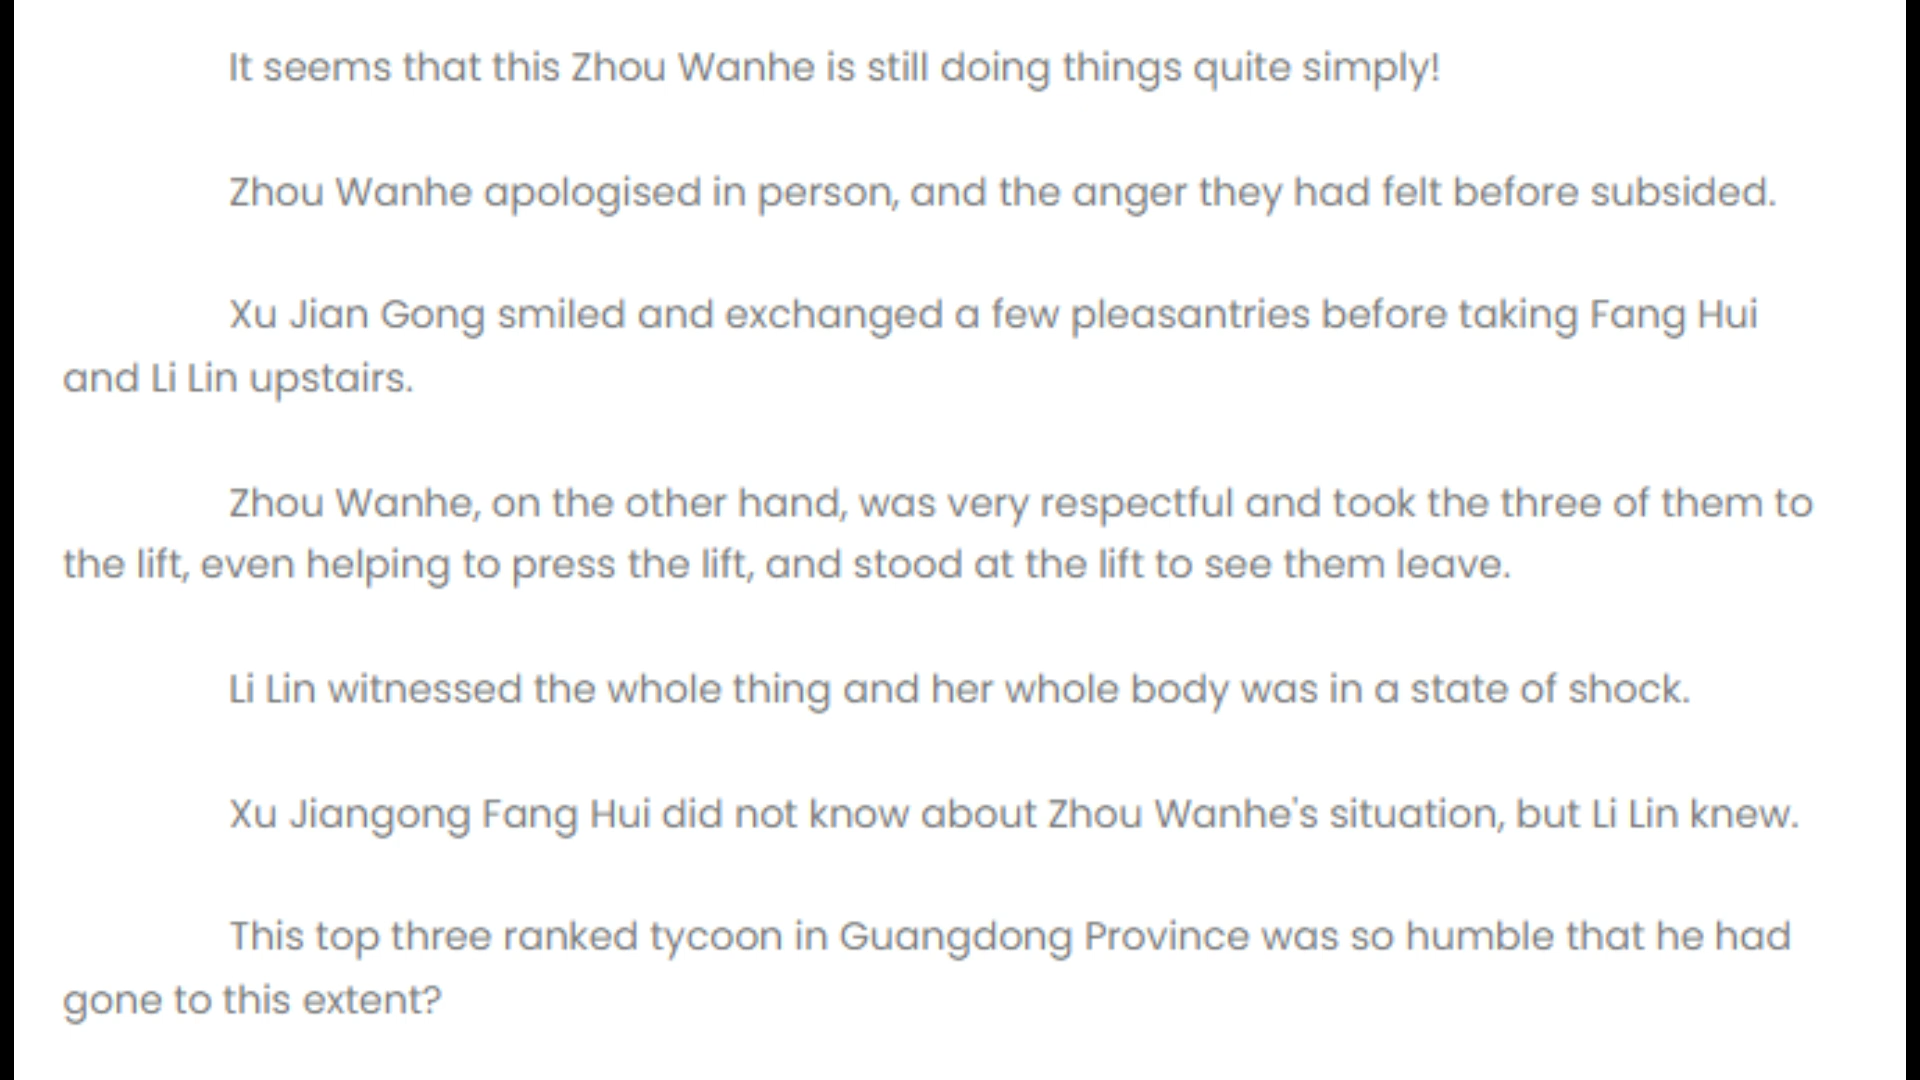 It seems that this Zhou Wanhe is still doing things quite simply!
Zhou Wanhe apologised in person, and the anger they had felt before subsided.
Xu Jian Gong smiled and exchanged a few pleasantries before taking Fang Hui
and Li Lin upstairs.
Zhou Wanhe, on the other hand, was very respectful and took the three of them to
the lift, even helping to press the lift, and stood at the lift to see them leave.
Li Lin witnessed the whole thing and her whole body was in a state of shock.
Xu Jiangong Fang Hui did not know about Zhou Wanhe's situation, but Li Lin knew.
This top three ranked tycoon in Guangdong Province was so humble that he had
gone to this extent?